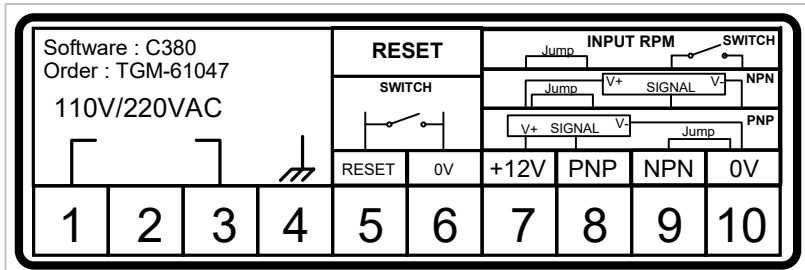 Software : C380
Order : TGM-61047
110V/220VAC
RESET
SWITCH
INPUT RPM
Jump
SWITCH
Jump
V+
SIGNAL
V-
NPN
V+
SIGNAL
V-
Jump
PNP
RESET
0V
+12V
PNP
NPN
0V
1
2
3
4
5
6
7
8
9
10